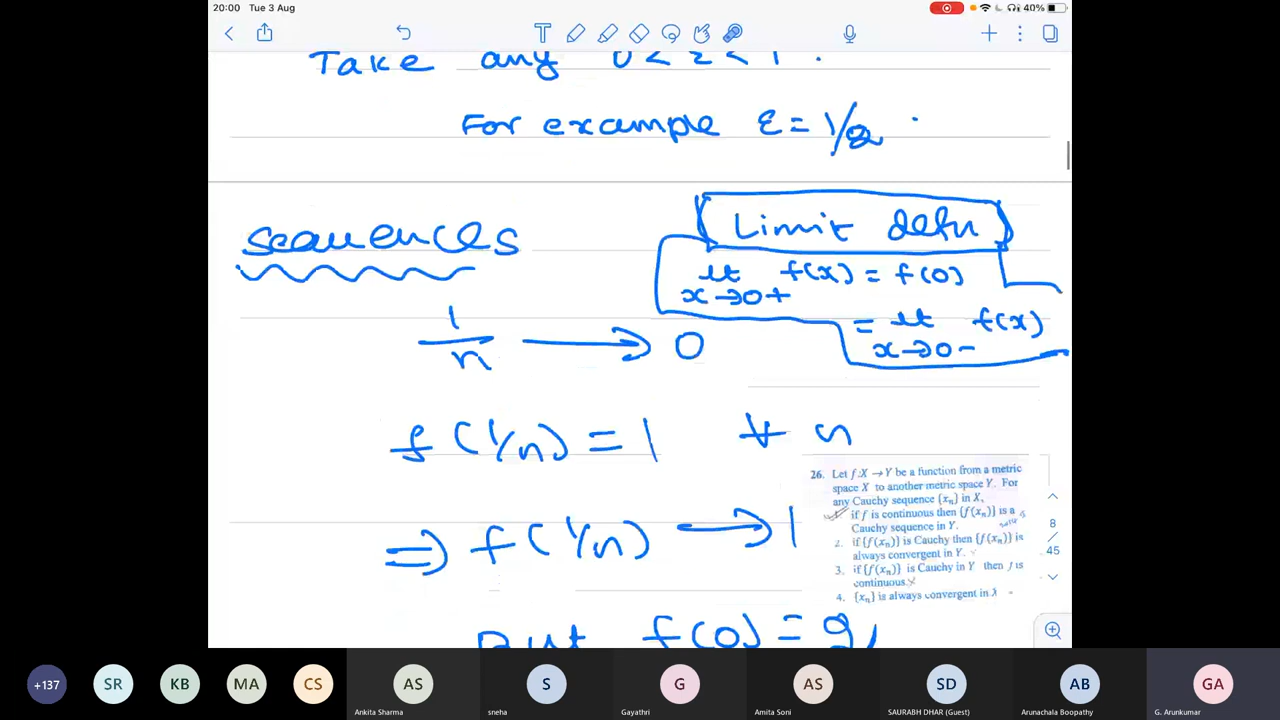 20:00 Tue 3 Aug
40%
Take any 0 < ε < 1 .
For example ε = 1/2 .
sequences
Limit defn
lt f(x) = f(0)
x→0+
= lt f(x)
x→0-
1/n → 0
f(1/n) = 1 ∀ n
⇒ f(1/n) → 1
put f(0) = 2,
26. Let f:X → Y be a function from a metric
space X to another metric space Y. For
any Cauchy sequence {xₙ} in X,
if f is continuous then {f(xₙ)} is a
Cauchy sequence in Y.
2. if {f(xₙ)} is Cauchy then {f(xₙ)} is
always convergent in Y.
3. if {f(xₙ)} is Cauchy in Y then f is
continuous.
4. {xₙ} is always convergent in X
8
/
45
+137 SR KB MA CS AS S G AS SD AB GA
Ankita Sharma sneha Gayathri Amita Soni SAURABH DHAR (Guest) Arunachala Boopathy G. Arunkumar